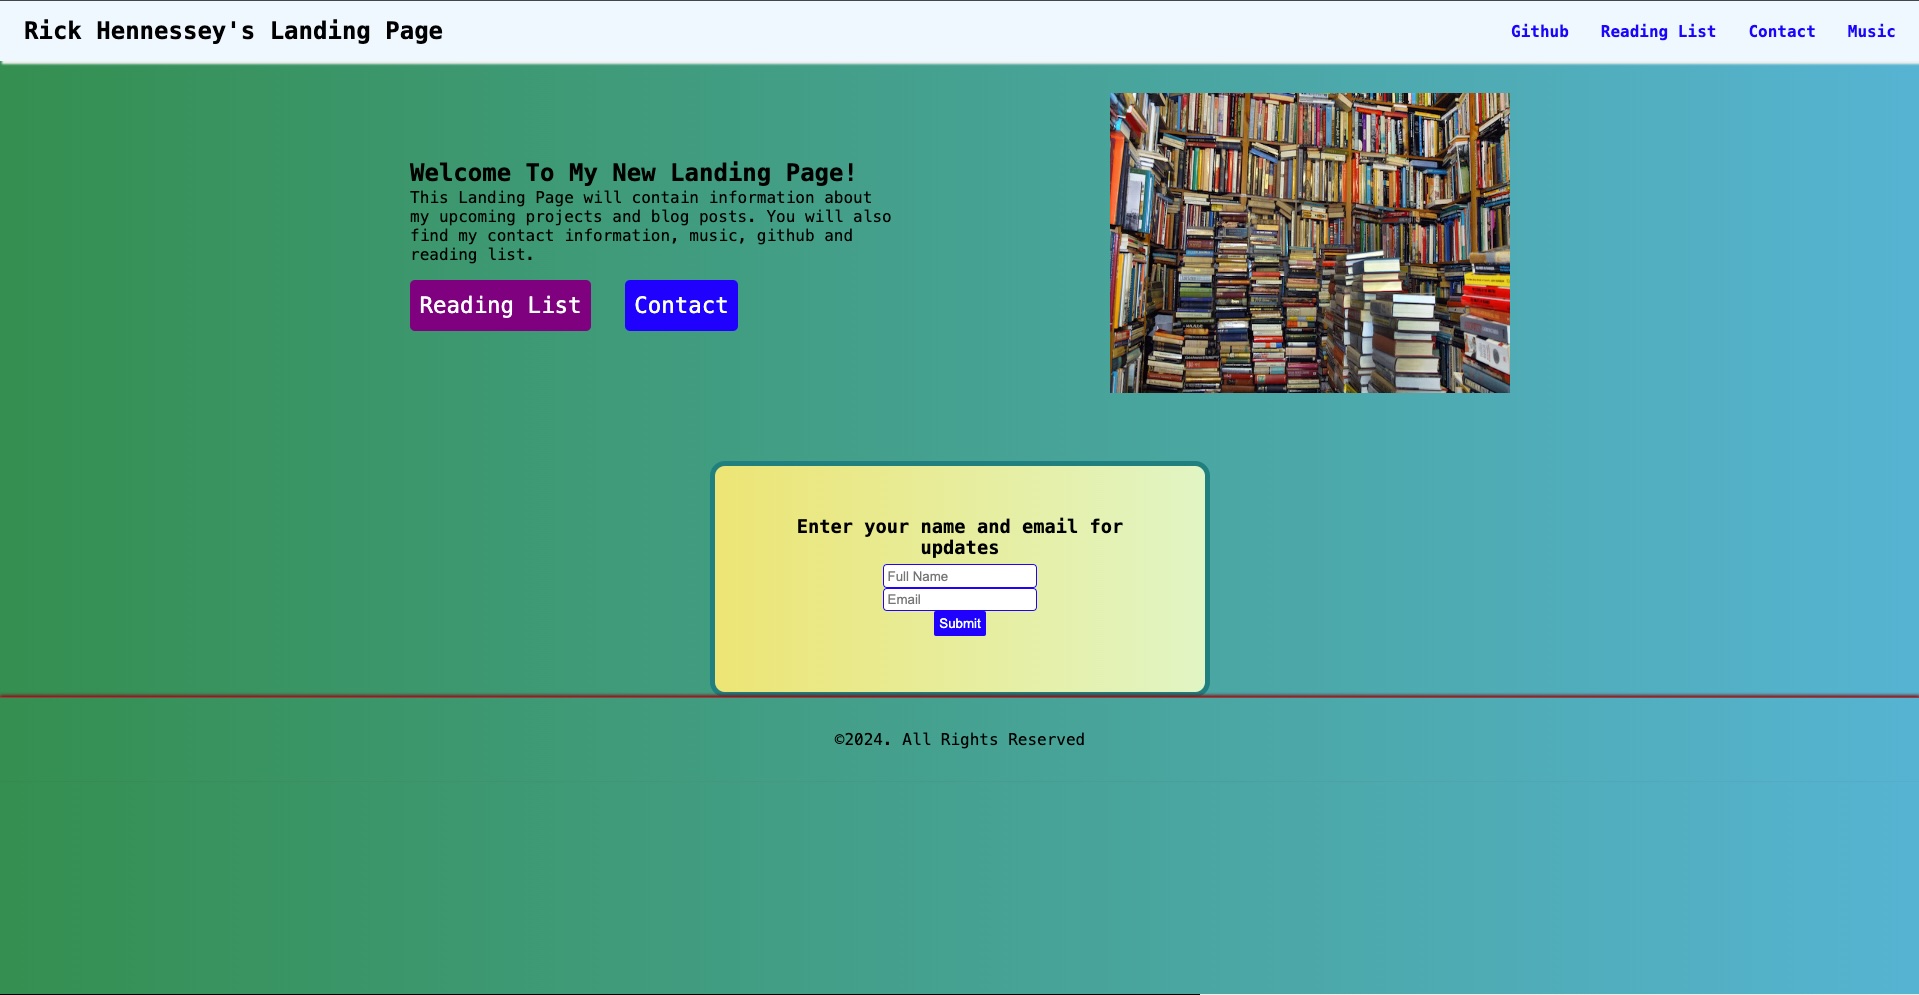 Rick Hennessey's Landing Page
Github Reading List Contact Music
Welcome To My New Landing Page!
This Landing Page will contain information about
my upcoming projects and blog posts. You will also
find my contact information, music, github and
reading list.
Reading List Contact
Enter your name and email for
updates
Full Name
Email
Submit
©2024. All Rights Reserved